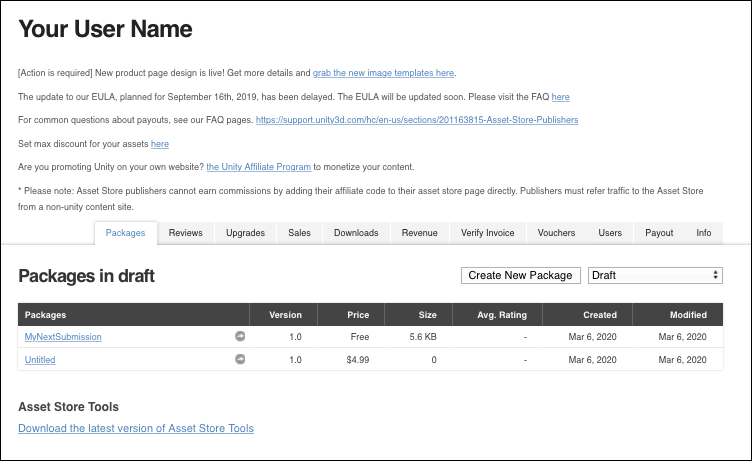 Your User Name
[Action is required] New product page design is live! Get more details and grab the new image templates here.
The update to our EULA, planned for September 16th, 2019, has been delayed. The EULA will be updated soon. Please visit the FAQ here
For common questions about payouts, see our FAQ pages. https://support.unity3d.com/hc/en-us/sections/201163815-Asset-Store-Publishers
Set max discount for your assets here
Are you promoting Unity on your own website? the Unity Affiliate Program to monetize your content.
* Please note: Asset Store publishers cannot earn commissions by adding their affiliate code to their asset store page directly. Publishers must refer traffic to the Asset Store
from a non-unity content site.
Packages Reviews Upgrades Sales Downloads Revenue Verify Invoice Vouchers Users Payout Info
Packages in draft Create New Package Draft
Packages Version Price Size Avg. Rating Created Modified
MyNextSubmission 1.0 Free 5.6 KB - Mar 6, 2020 Mar 6, 2020
Untitled 1.0 $4.99 0 - Mar 6, 2020 Mar 6, 2020
Asset Store Tools
Download the latest version of Asset Store Tools